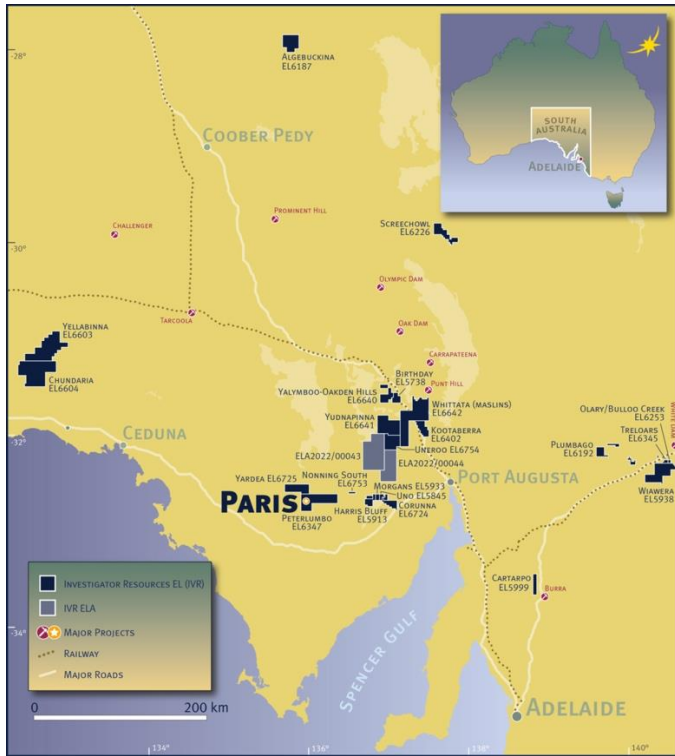 -28°
-30°
-32°
-34°
ALGEBUCKINA
EL6187
COOBER PEDY
SOUTH
AUSTRALIA
ADELAIDE
CHALLENGER
PROMINENT HILL
SCREECHOWL
EL6226
OLYMPIC DAM
TARCOOLA
OAK DAM
YELLABINNA
EL6603
CHUNDARIA
EL6604
CARRAPATEENA
BIRTHDAY
EL5738
PUNT HILL
YALYMBOO-OAKDEN HILLS
EL6640
WHITTATA (MASLINS)
EL6642
YUDNAPINNA
EL6641
KOOTABERRA
EL6402
UNEROO EL6754
OLARY/BULLOO CREEK
EL6253
TRELOARS
EL6345
WHITE DAM
PLUMBAGO
EL6192
WIAWERA
EL5938
CEDUNA
ELA2022/00043
ELA2022/00044
NONNING SOUTH
EL6753
PORT AUGUSTA
YARDEA EL6725
MORGANS EL5933
UNO EL5845
PARIS
PETERLUMBO
EL6347
HARRIS BLUFF
EL5913
CORUNNA
EL6724
CARTARPO
EL5999
BURRA
SPENCER GULF
ADELAIDE
INVESTIGATOR RESOURCES EL (IVR)
IVR ELA
MAJOR PROJECTS
RAILWAY
MAJOR ROADS
0
200 km
134°
136°
138°
140°